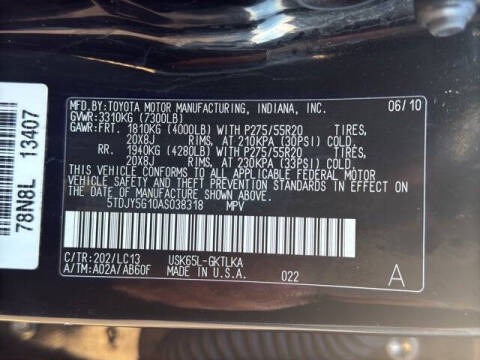 MFD.BY:TOYOTA MOTOR MANUFACTURING, INDIANA, INC. 06/10
GVWR:3310KG (7300LB)
GAWR:FRT. 1810KG (4000LB) WITH P275/55R20 TIRES,
20X8J RIMS, AT 210KPA (30PSI) COLD
RR. 1940KG (4280LB) WITH P275/55R20 TIRES,
20X8J RIMS, AT 230KPA (33PSI) COLD.
THIS VEHICLE CONFORMS TO ALL APPLICABLE FEDERAL MOTOR
VEHICLE SAFETY AND BUMPER STANDARDS IN EFFECT ON
THE DATE OF MANUFACTURE SHOWN ABOVE.
5TDJY5G10AS038318 MPV
C/TR:202/LC13 USK65L-GKTLKA
A/TM:A02A/AB60F MADE IN U.S.A. 022 A
78N8L 13407